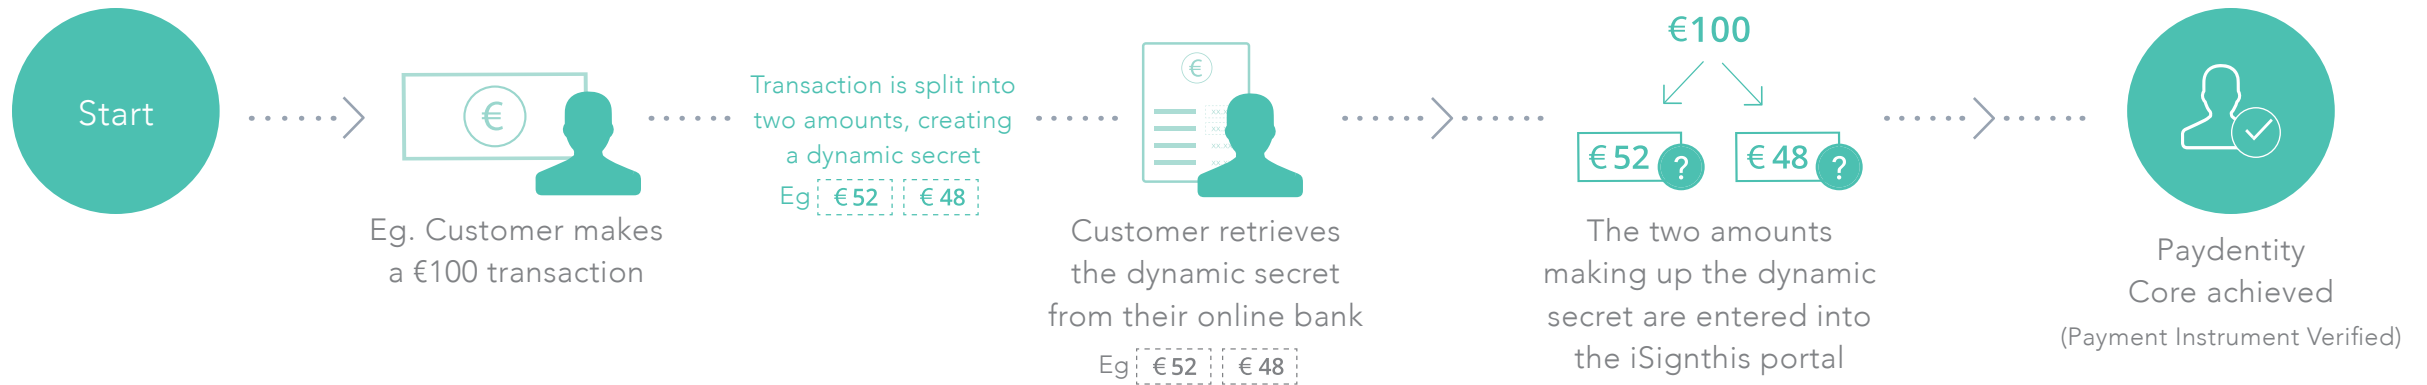 Start
€
Eg. Customer makes
a €100 transaction
Transaction is split into
two amounts, creating
a dynamic secret
Eg € 52 € 48
€
Customer retrieves
the dynamic secret
from their online bank
Eg € 52 € 48
€100
€ 52 ? € 48 ?
The two amounts
making up the dynamic
secret are entered into
the iSignthis portal
Paydentity
Core achieved
(Payment Instrument Verified)